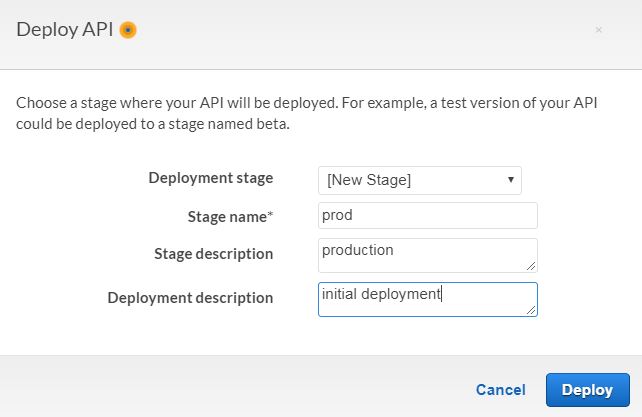 Deploy API
Choose a stage where your API will be deployed. For example, a test version of your API
could be deployed to a stage named beta.
Deployment stage [New Stage]
Stage name* prod
Stage description production
Deployment description initial deployment
Cancel Deploy